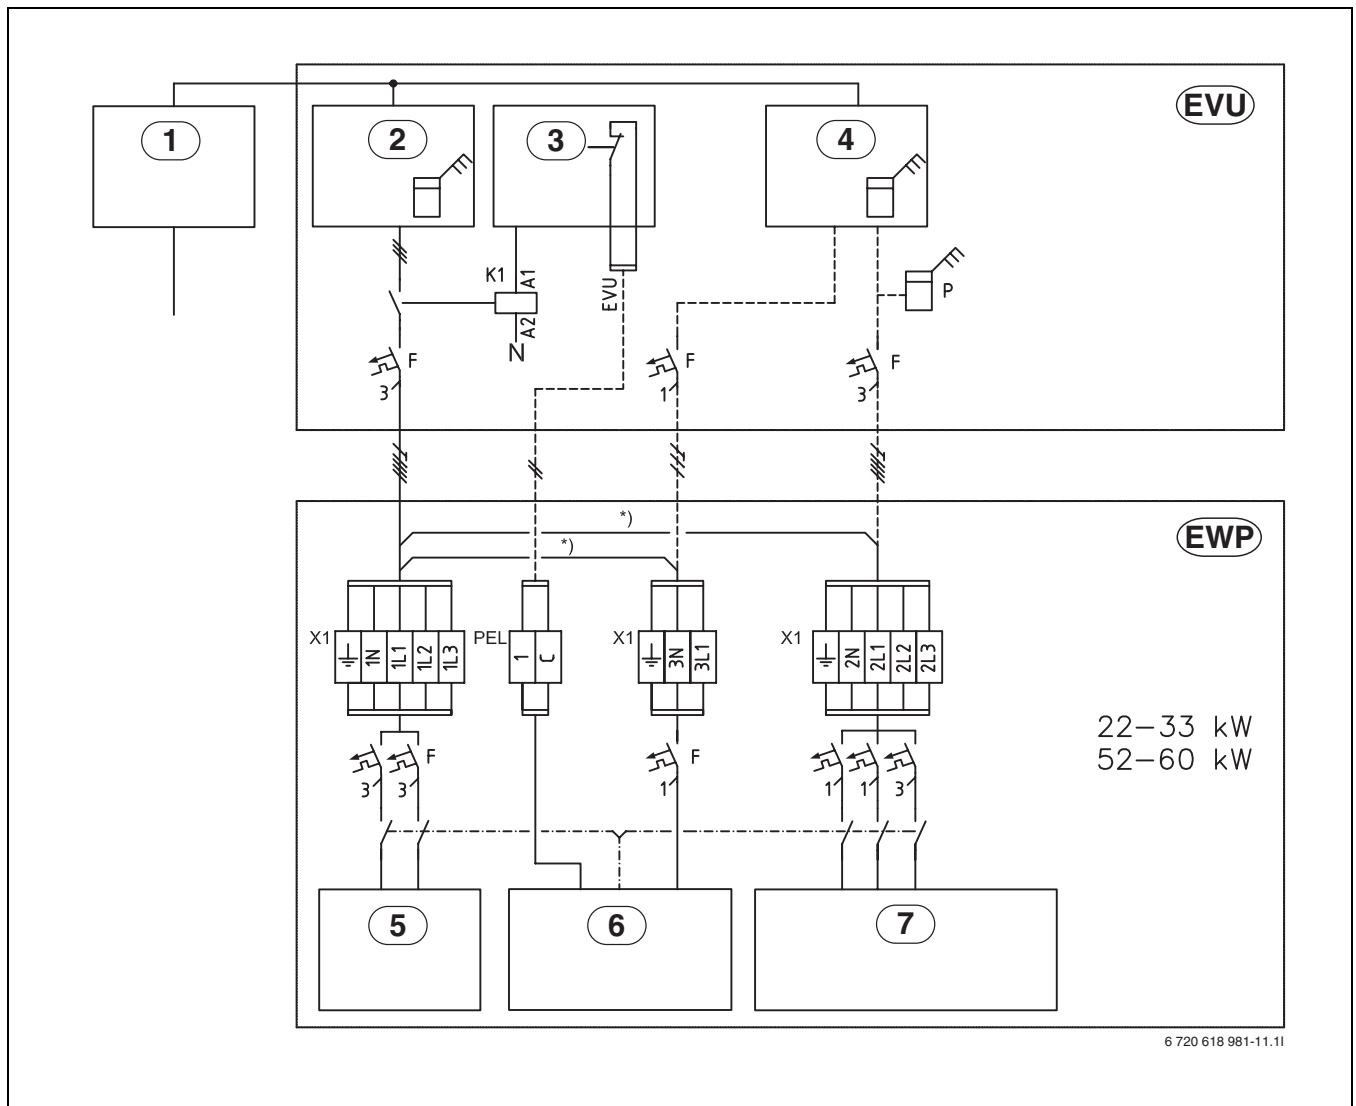 EVU
1
2
3
4
K1
A1
A2
N
EVU
P
F
3
F
1
F
3
*)
*)
EWP
X1
1N
1L1
1L2
1L3
PEL
1
C
X1
3N
3L1
X1
2N
2L1
2L2
2L3
22-33 kW
52-60 kW
F
3
3
F
1
1
1
3
5
6
7
6 720 618 981-11.1I